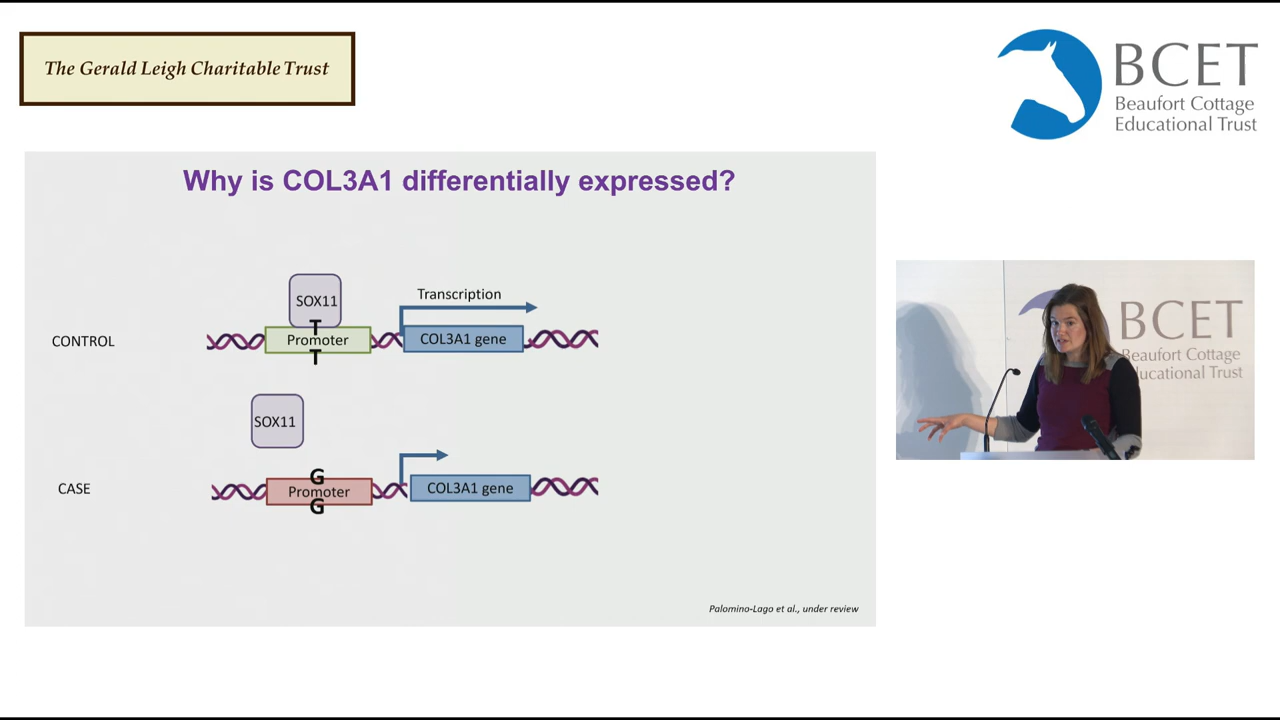 The Gerald Leigh Charitable Trust
BCET
Beaufort Cottage
Educational Trust
Why is COL3A1 differentially expressed?
SOX11
Transcription
T
CONTROL
Promoter
COL3A1 gene
T
SOX11
CASE
G
Promoter
COL3A1 gene
G
Palomino-Lago et al., under review
BCET
Beaufort Cottage
ducational Trust